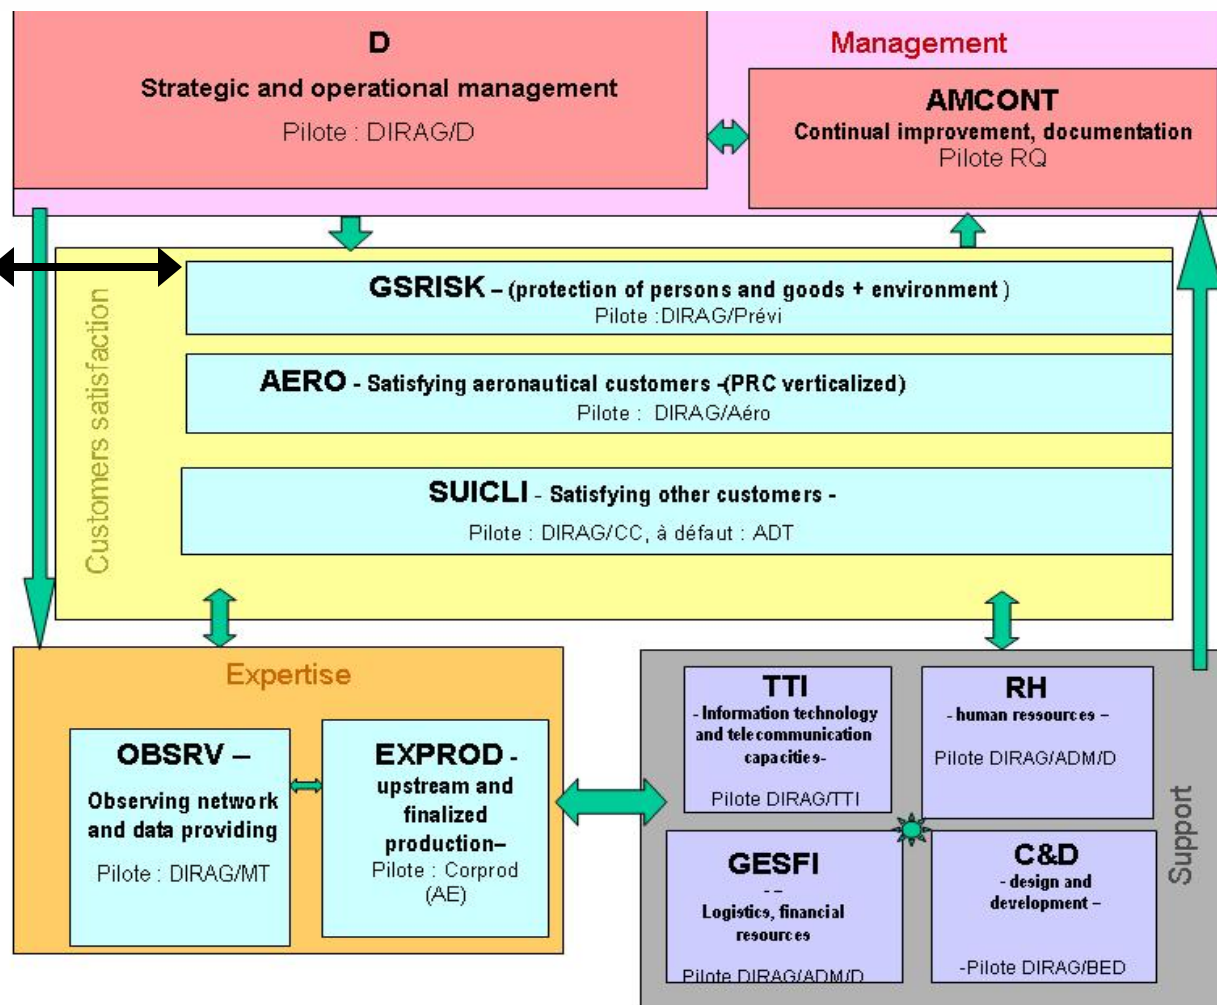 D
Strategic and operational management
Pilote : DIRAG/D
Management
AMCONT
Continual improvement, documentation
Pilote RQ
Customers satisfaction
GSRISK – (protection of persons and goods + environment )
Pilote :DIRAG/Prévi
AERO - Satisfying aeronautical customers -(PRC verticalized)
Pilote : DIRAG/Aéro
SUICLI - Satisfying other customers -
Pilote : DIRAG/CC, à défaut : ADT
Expertise
OBSRV –
Observing network
and data providing
Pilote : DIRAG/MT
EXPROD -
upstream and
finalized
production–
Pilote : Corprod
(AE)
Support
TTI
- Information technology
and telecommunication
capacities-
Pilote DIRAG/TTI
RH
- human ressources –
Pilote DIRAG/ADM/D
GESFI
- –
Logistics, financial
resources
Pilote DIRAG/ADM/D
C&D
- design and
development –
-Pilote DIRAG/BED